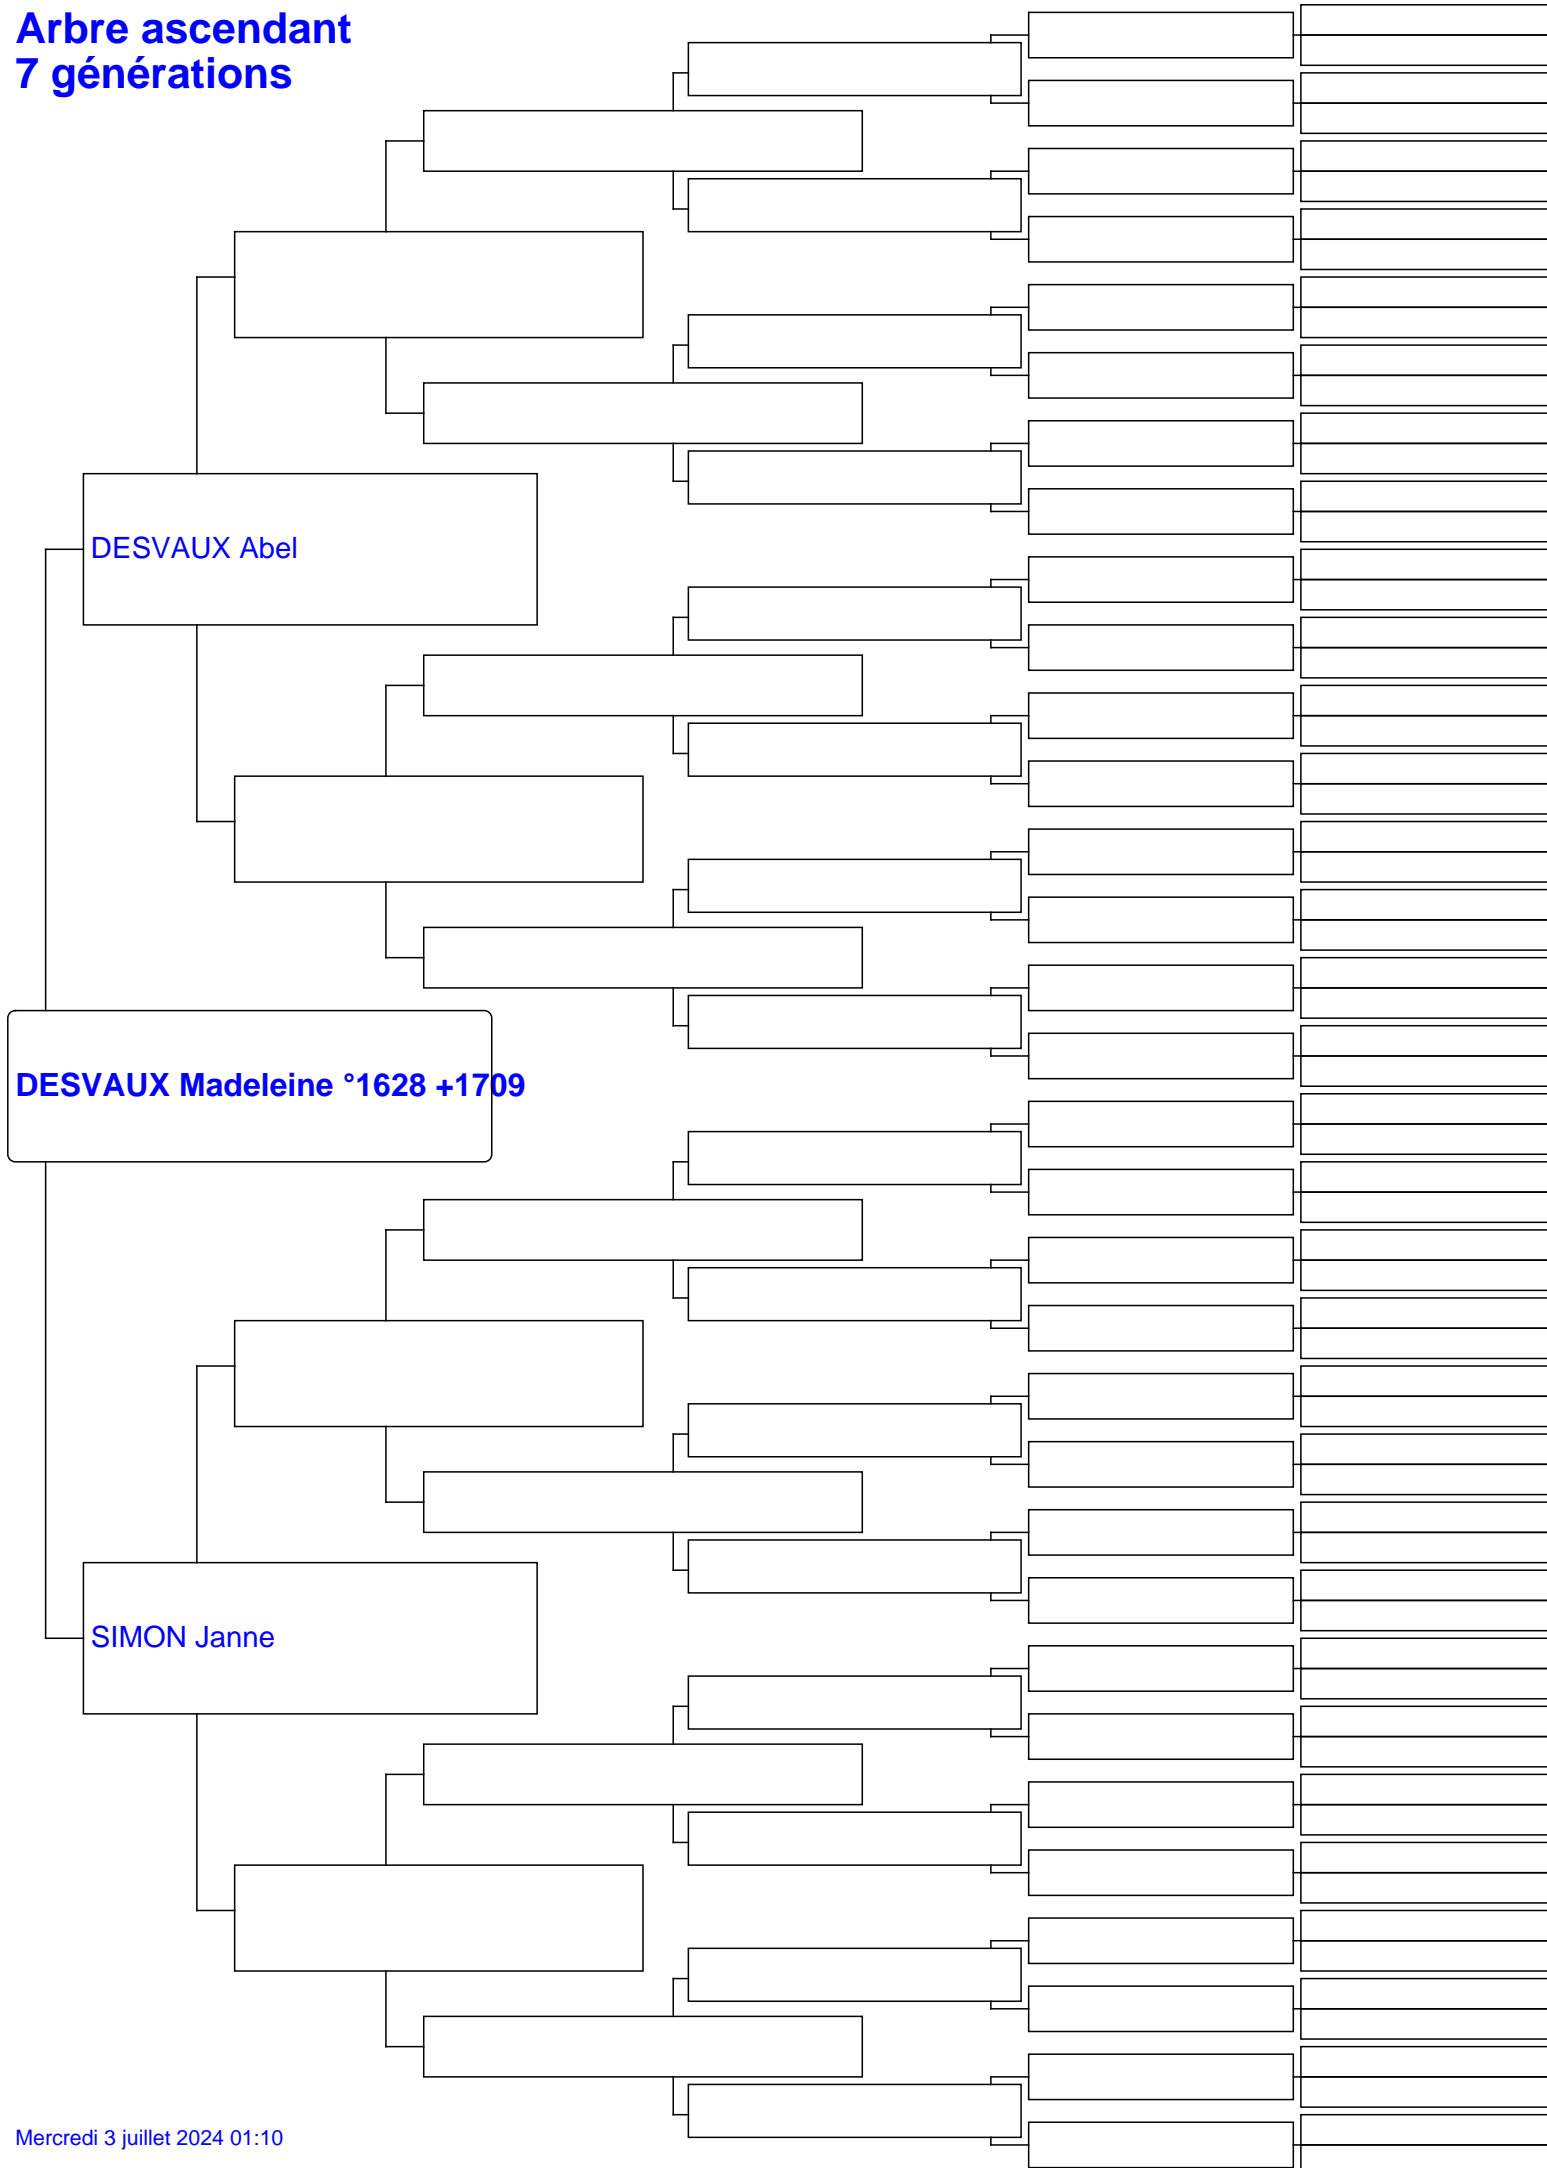 Arbre ascendant
7 générations
DESVAUX Abel
DESVAUX Madeleine °1628 +1709
SIMON Janne
Mercredi 3 juillet 2024 01:10